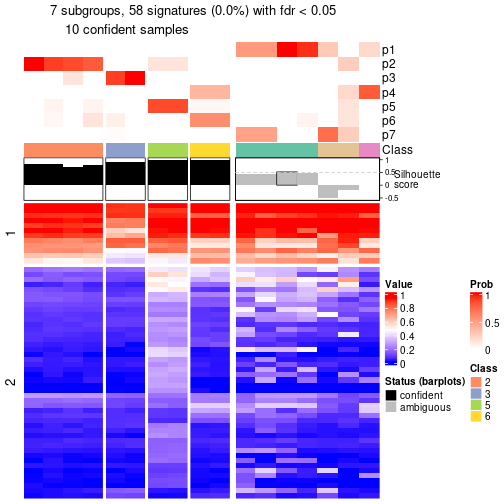 7 subgroups, 58 signatures (0.0%) with fdr < 0.05
10 confident samples
p1
p2
p3
p4
p5
p6
p7
Class
1
0.5
0
-0.5
Silhouette
score
1
2
Value
1
0.8
0.6
0.4
0.2
0
Prob
1
0.5
0
Status (barplots)
confident
ambiguous
Class
2
4
5
6